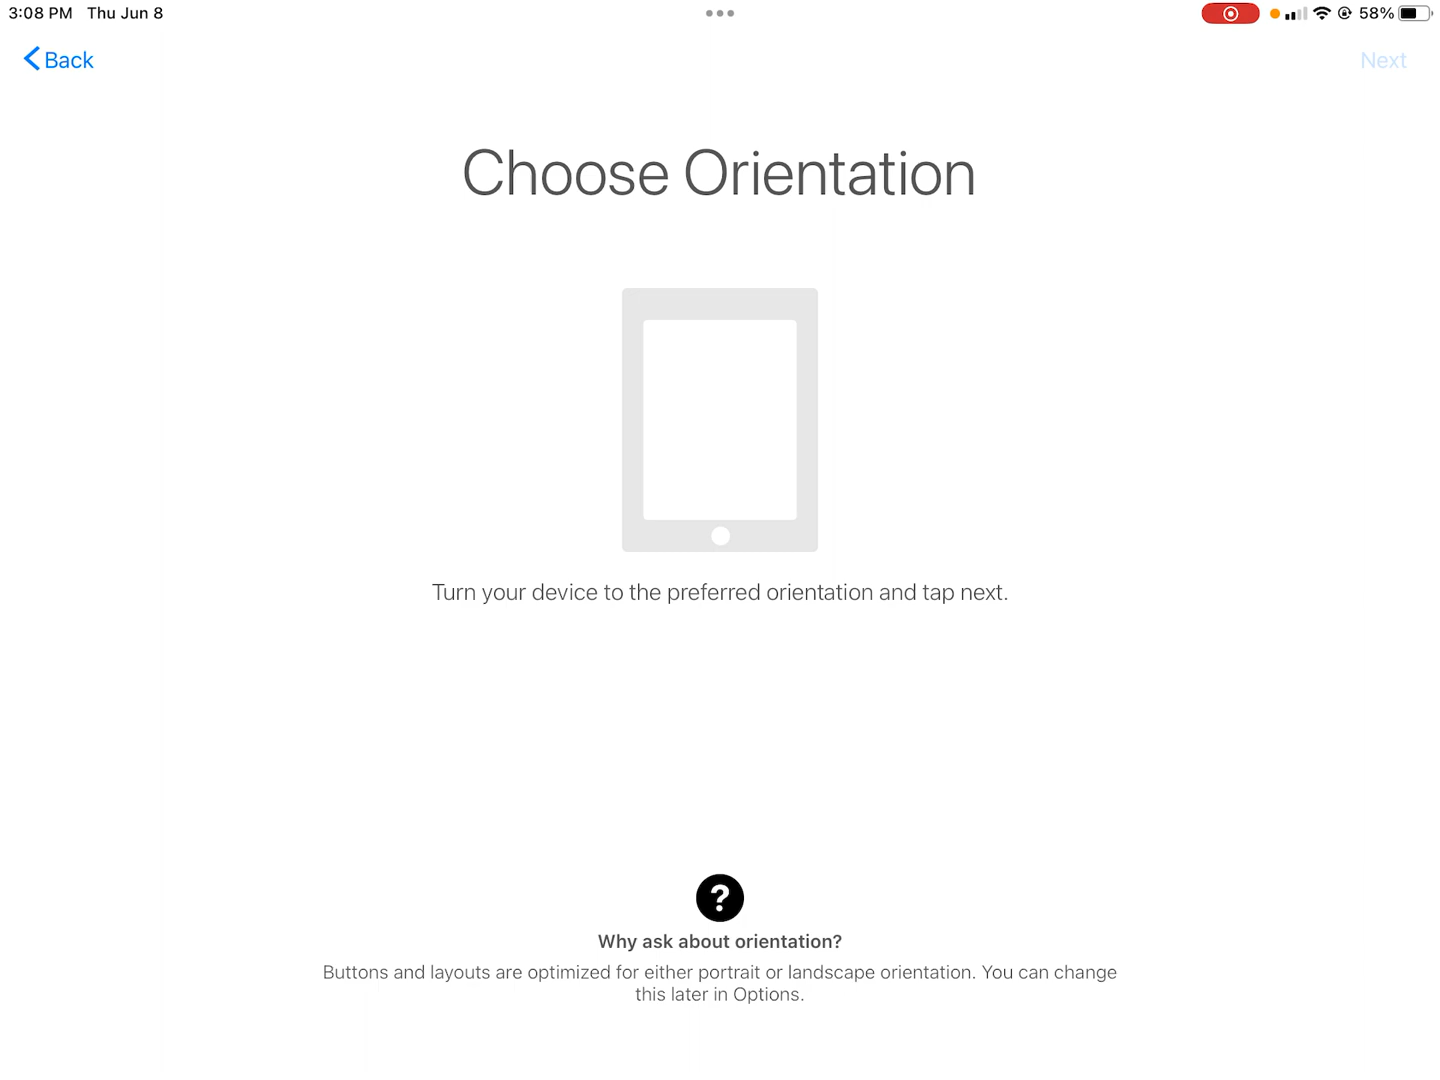 3:08 PM Thu Jun 8
58%
Back
Next
Choose Orientation
Turn your device to the preferred orientation and tap next.
?
Why ask about orientation?
Buttons and layouts are optimized for either portrait or landscape orientation. You can change
this later in Options.